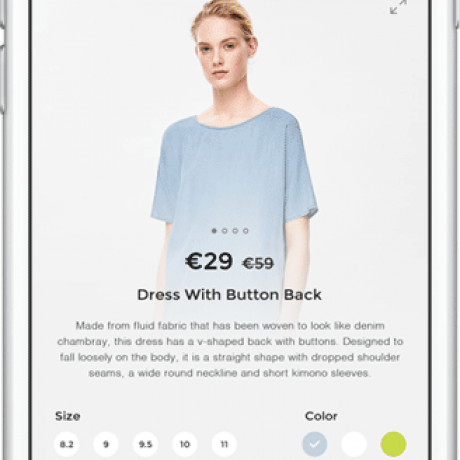 €29 €59
Dress With Button Back
Made from fluid fabric that has been woven to look like denim
chambray, this dress has a v-shaped back with buttons. Designed to
fall loosely on the body, it is a straight shape with dropped shoulder
seams, a wide round neckline and short kimono sleeves.
Size Color
8.2 9 9.5 10 11